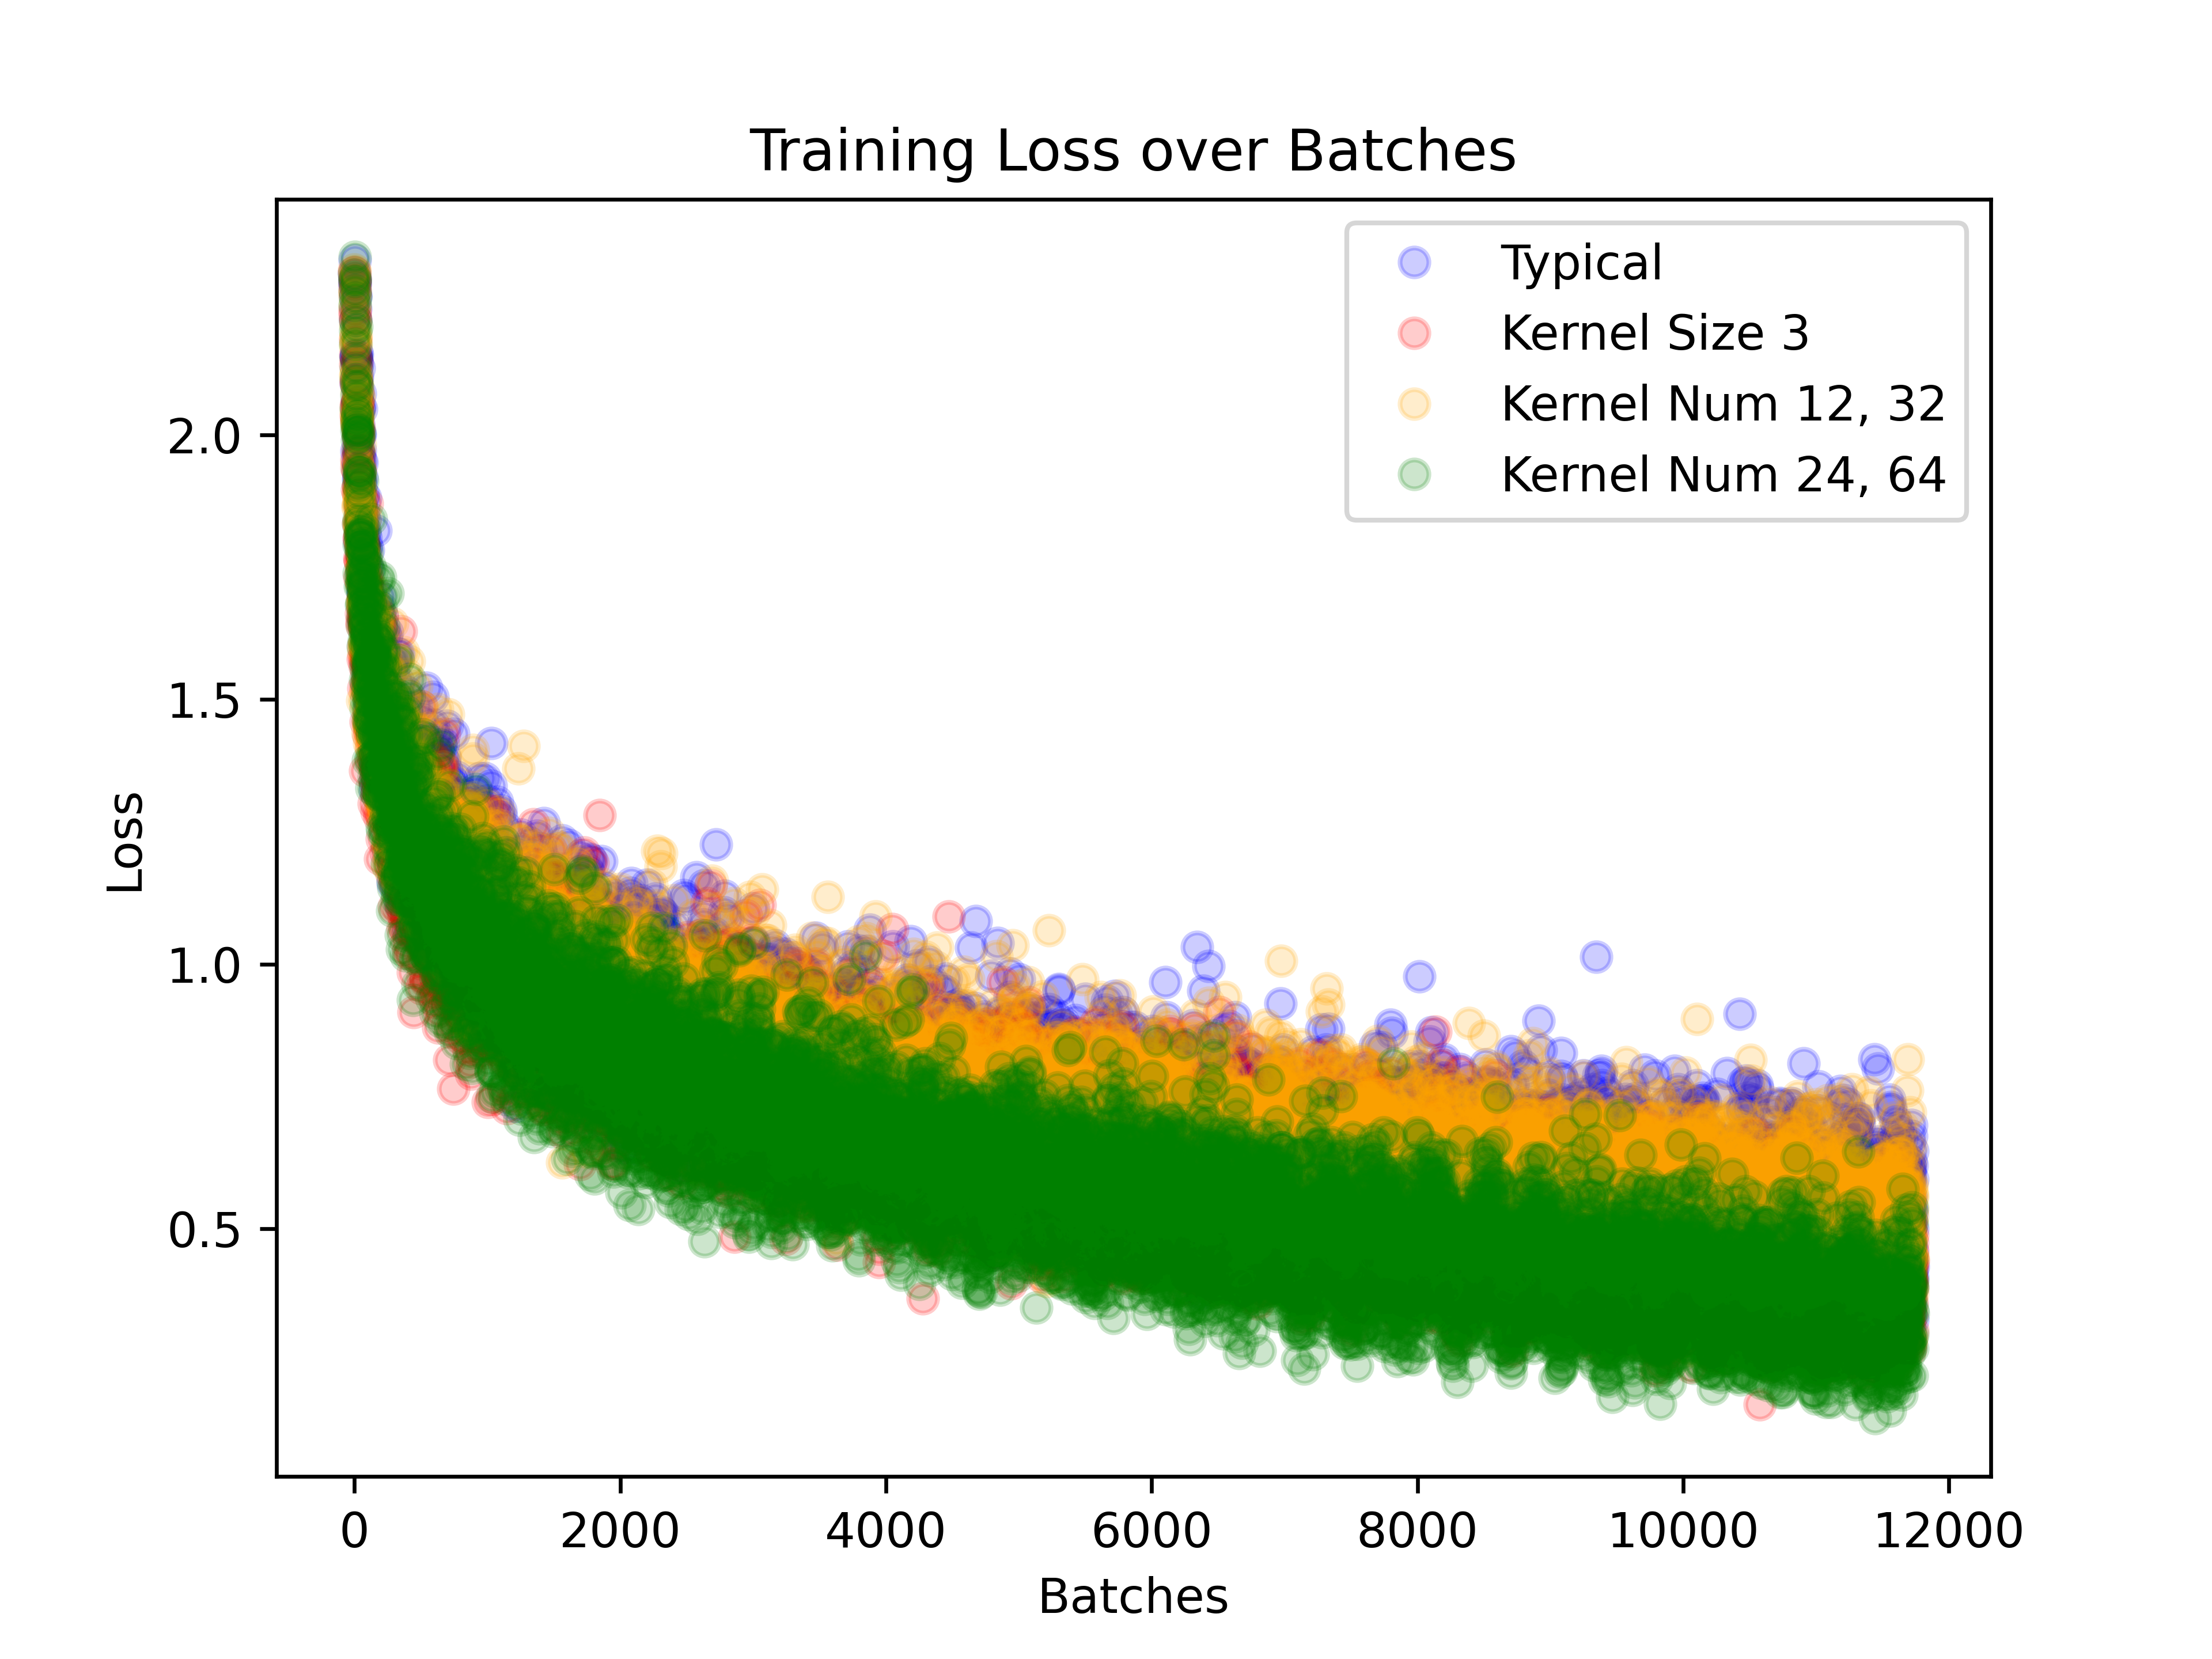 Training Loss over Batches
Typical
Kernel Size 3
Kernel Num 12, 32
Kernel Num 24, 64
2.0
1.5
1.0
0.5
Loss
0 2000 4000 6000 8000 10000 12000
Batches